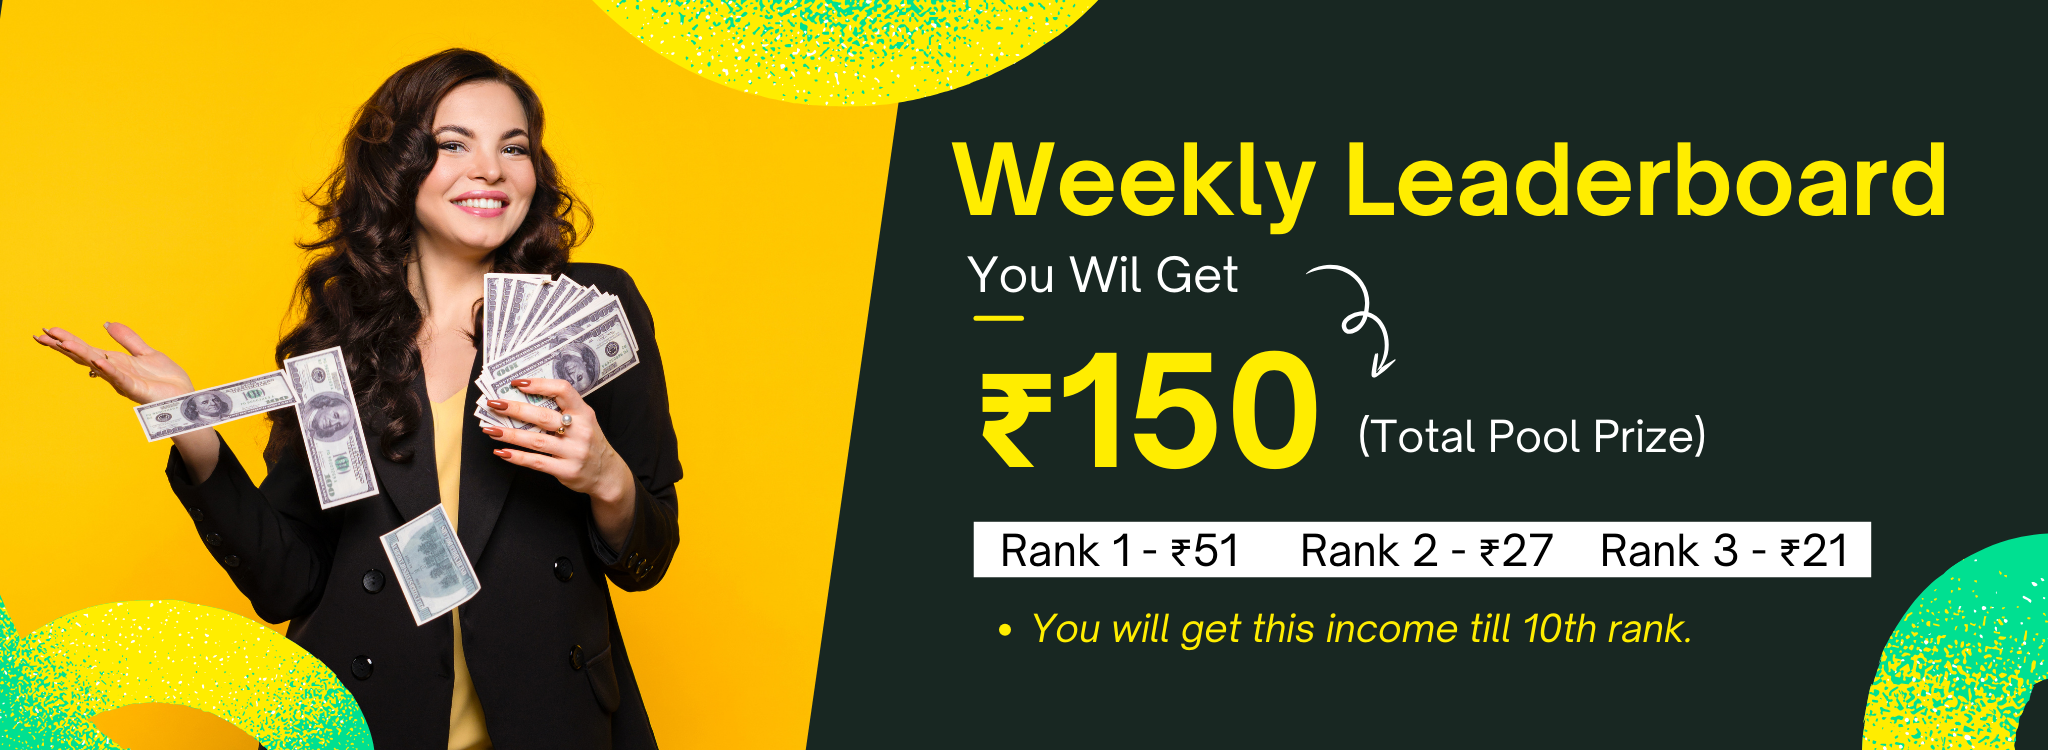 Weekly Leaderboard
You Wil Get
₹150
(Total Pool Prize)
Rank 1 - ₹51 Rank 2 - ₹27 Rank 3 - ₹21
• You will get this income till 10th rank.